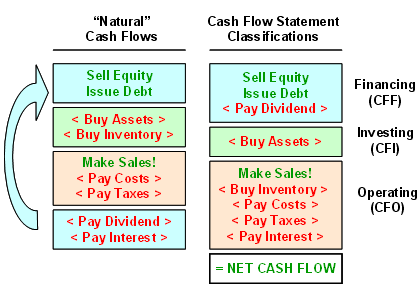 “Natural”
Cash Flows
Sell Equity
Issue Debt
< Buy Assets >
< Buy Inventory >
Make Sales!
< Pay Costs >
< Pay Taxes >
< Pay Dividend >
< Pay Interest >
Cash Flow Statement
Classifications
Sell Equity
Issue Debt
< Pay Dividend >
< Buy Assets >
Make Sales!
< Buy Inventory >
< Pay Costs >
< Pay Taxes >
< Pay Interest >
= NET CASH FLOW
Financing
(CFF)
Investing
(CFI)
Operating
(CFO)